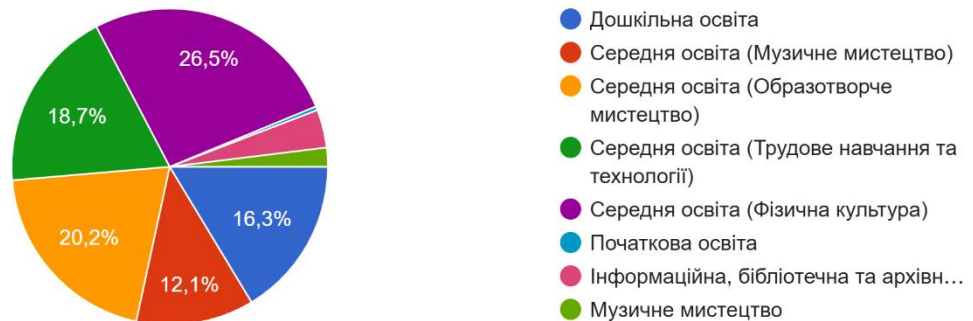 26,5%
18,7%
16,3%
20,2%
12,1%
Дошкільна освіта
Середня освіта (Музичне мистецтво)
Середня освіта (Образотворче
мистецтво)
Середня освіта (Трудове навчання та
технології)
Середня освіта (Фізична культура)
Початкова освіта
Інформаційна, бібліотечна та архівн…
Музичне мистецтво